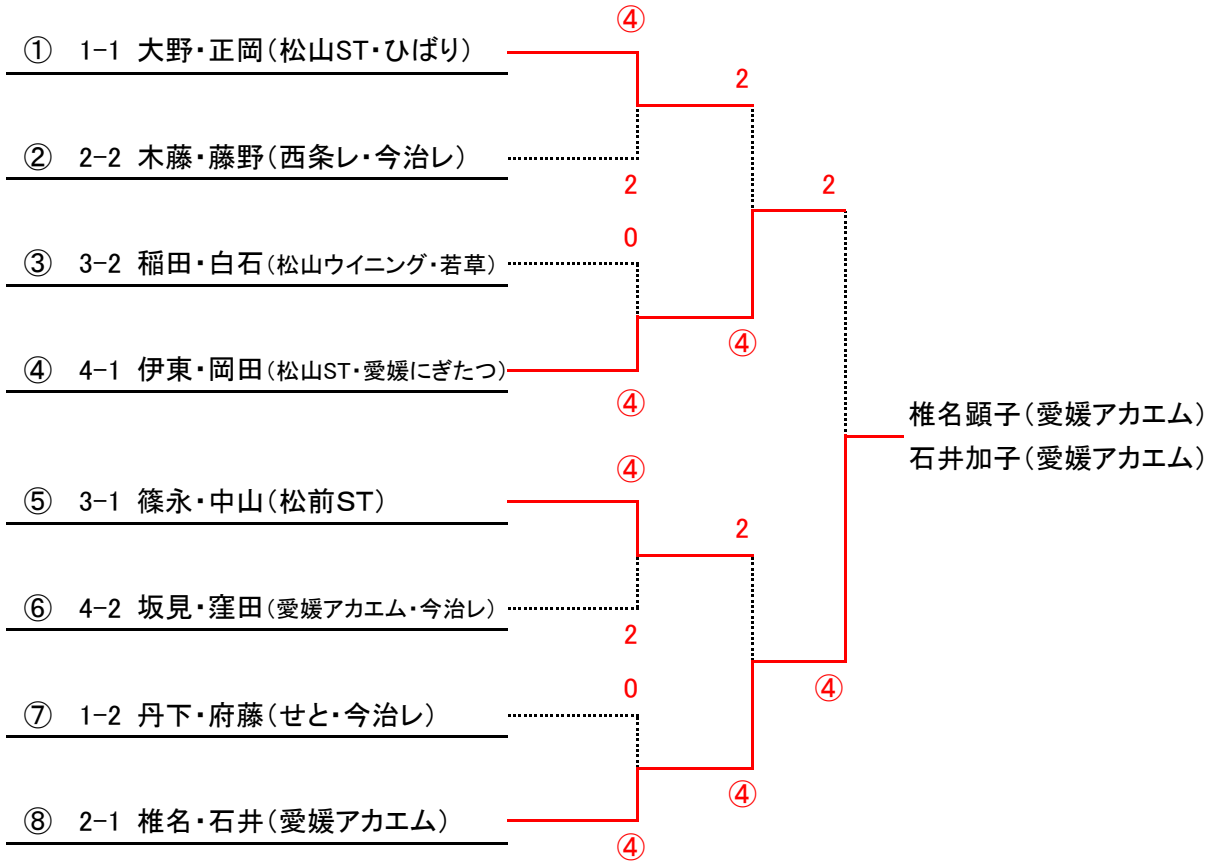 ④
① 1-1 大野・正岡(松山ST・ひばり)
2
② 2-2 木藤・藤野(西条レ・今治レ)
2
2
0
③ 3-2 稲田・白石(松山ウイニング・若草)
④
④ 4-1 伊東・岡田(松山ST・愛媛にぎたつ)
④
椎名顕子(愛媛アカエム)
石井加子(愛媛アカエム)
④
⑤ 3-1 篠永・中山(松前ST)
2
⑥ 4-2 坂見・窪田(愛媛アカエム・今治レ)
2
0
④
⑦ 1-2 丹下・府藤(せと・今治レ)
④
⑧ 2-1 椎名・石井(愛媛アカエム)
④